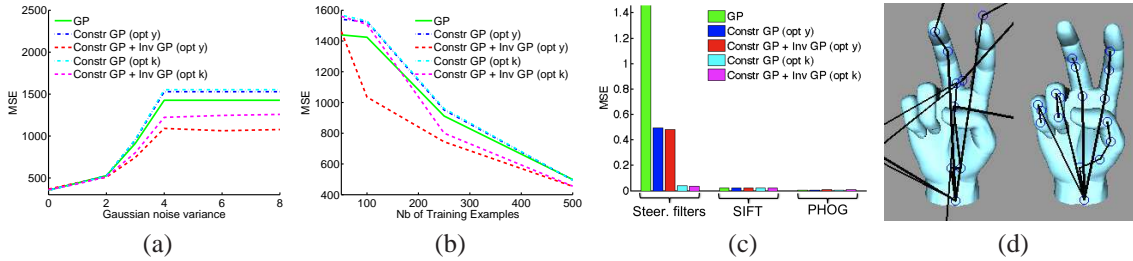 2500
2000
1500
1000
500
MSE
0 2 4 6 8
Gaussian noise variance
GP
Constr GP (opt y)
Constr GP + Inv GP (opt y)
Constr GP (opt k)
Constr GP + Inv GP (opt k)
(a)
1600
1400
1200
1000
800
600
400
MSE
100 200 300 400 500
Nb of Training Examples
GP
Constr GP (opt y)
Constr GP + Inv GP (opt y)
Constr GP (opt k)
Constr GP + Inv GP (opt k)
(b)
1.4
1.2
1
0.8
0.6
0.4
0.2
0
MSE
GP
Constr GP (opt y)
Constr GP + Inv GP (opt y)
Constr GP (opt k)
Constr GP + Inv GP (opt k)
Steer. filters SIFT PHOG
(c)
(d)